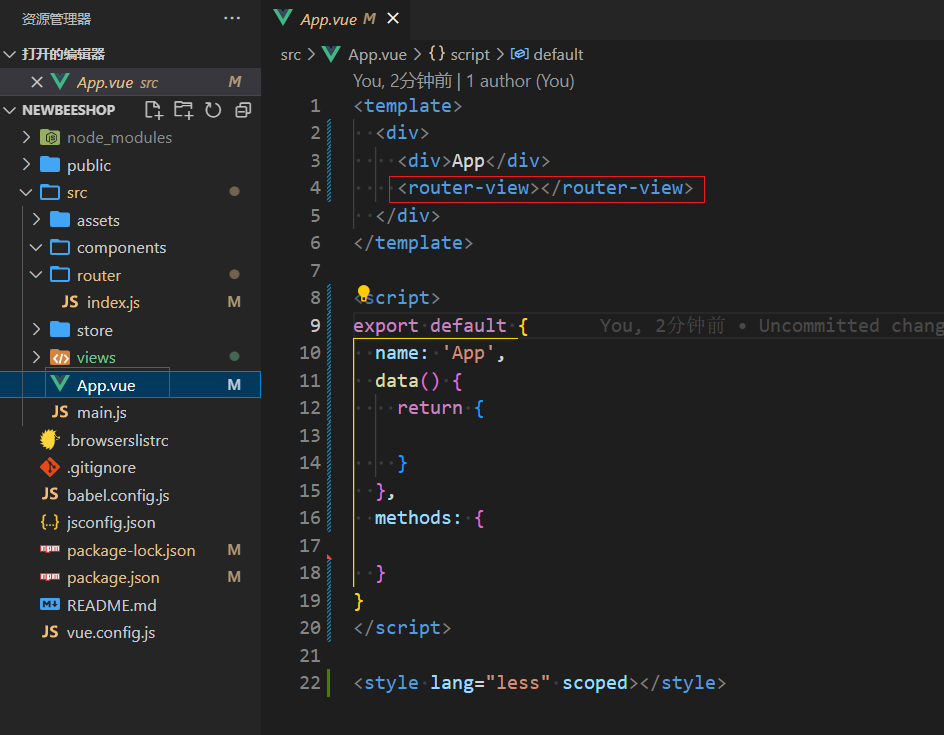 资源管理器
打开的编辑器
App.vue src M
NEWBEESHOP
node_modules
public
src
assets
components
router
JS index.js M
store
views
App.vue M
JS main.js
.browserslistrc
.gitignore
JS babel.config.js
{..} jsconfig.json
npm package-lock.json M
npm package.json M
M↓ README.md
JS vue.config.js
App.vue M
src > App.vue > {} script > default
You, 2分钟前 | 1 author (You)
1 <template>
2 <div>
3 <div>App</div>
4 <router-view></router-view>
5 </div>
6 </template>
7
8 <script>
9 export default { You, 2分钟前 • Uncommitted chang
10 name: 'App',
11 data() {
12 return {
13
14 }
15 },
16 methods: {
17
18 }
19 }
20 </script>
21
22 <style lang="less" scoped></style>